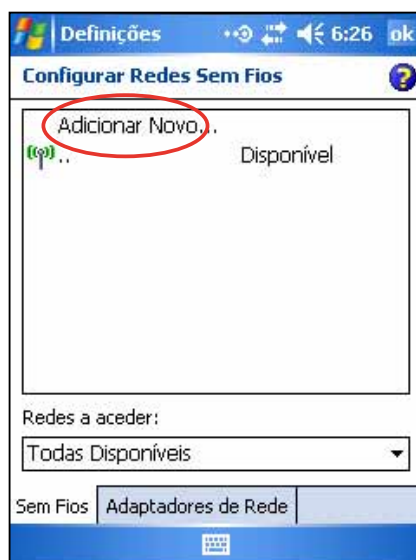 Definições 6:26 ok
Configurar Redes Sem Fios
Adicionar Novo...
.. Disponível
Redes a aceder:
Todas Disponíveis
Sem Fios Adaptadores de Rede